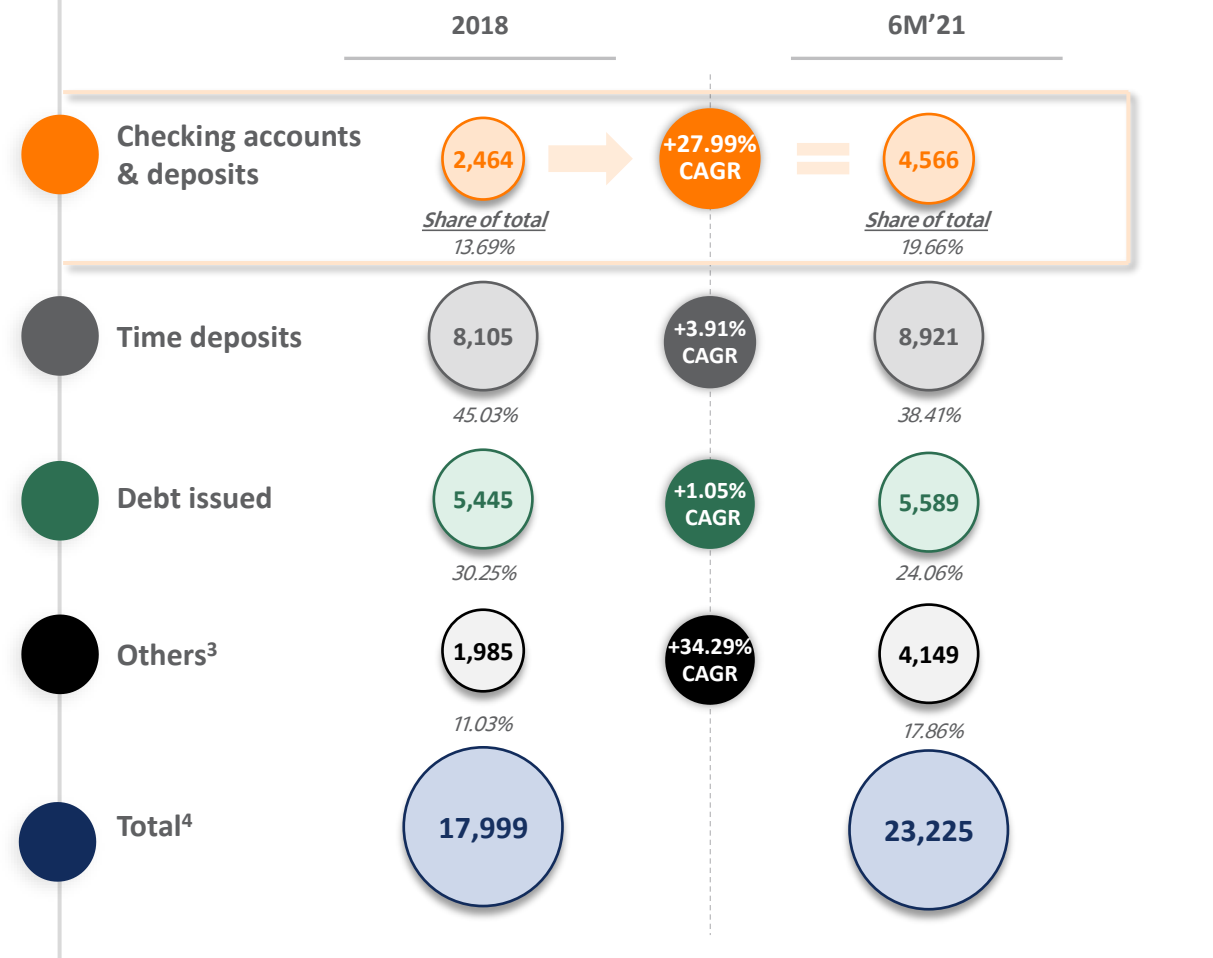 2018
6M’21
Checking accounts
& deposits
2,464
+27.99%
CAGR
4,566
Share of total
13.69%
Share of total
19.66%
Time deposits
8,105
+3.91%
CAGR
8,921
45.03%
38.41%
Debt issued
5,445
+1.05%
CAGR
5,589
30.25%
24.06%
Others³
1,985
+34.29%
CAGR
4,149
11.03%
17.86%
Total⁴
17,999
23,225